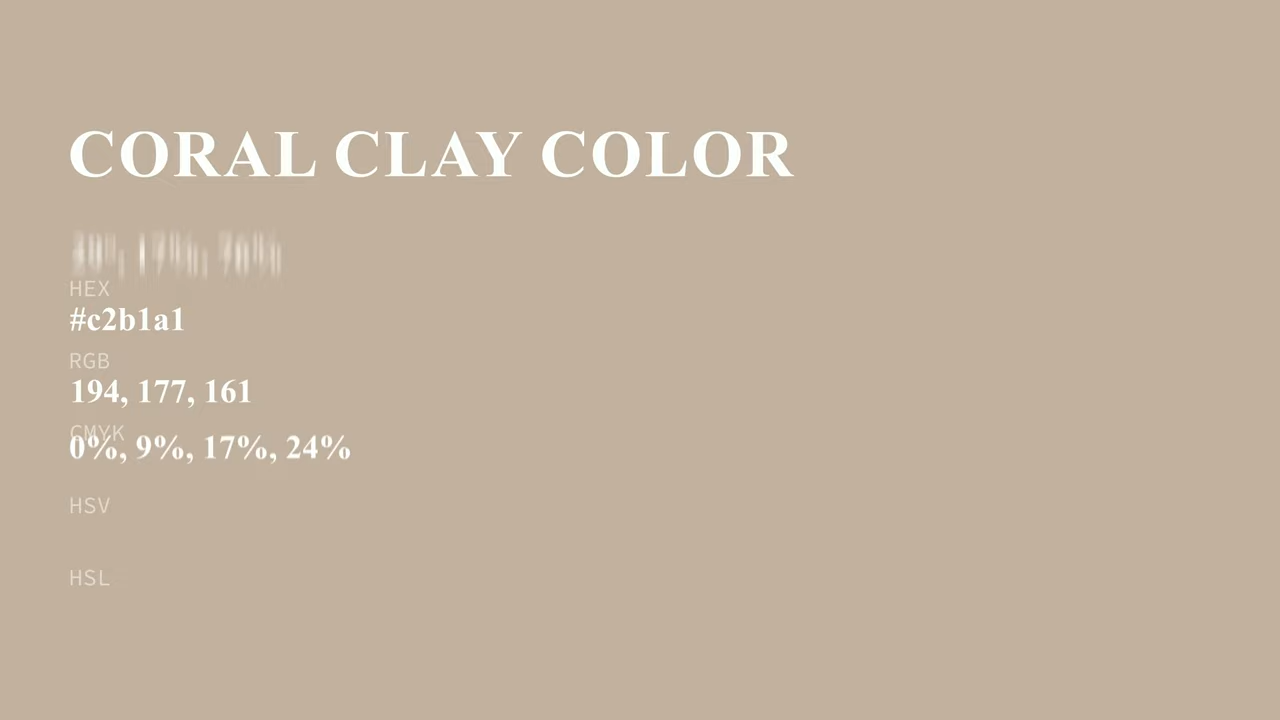 CORAL CLAY COLOR
HEX
#c2b1a1
RGB
194, 177, 161
CMYK
0%, 9%, 17%, 24%
HSV
HSL